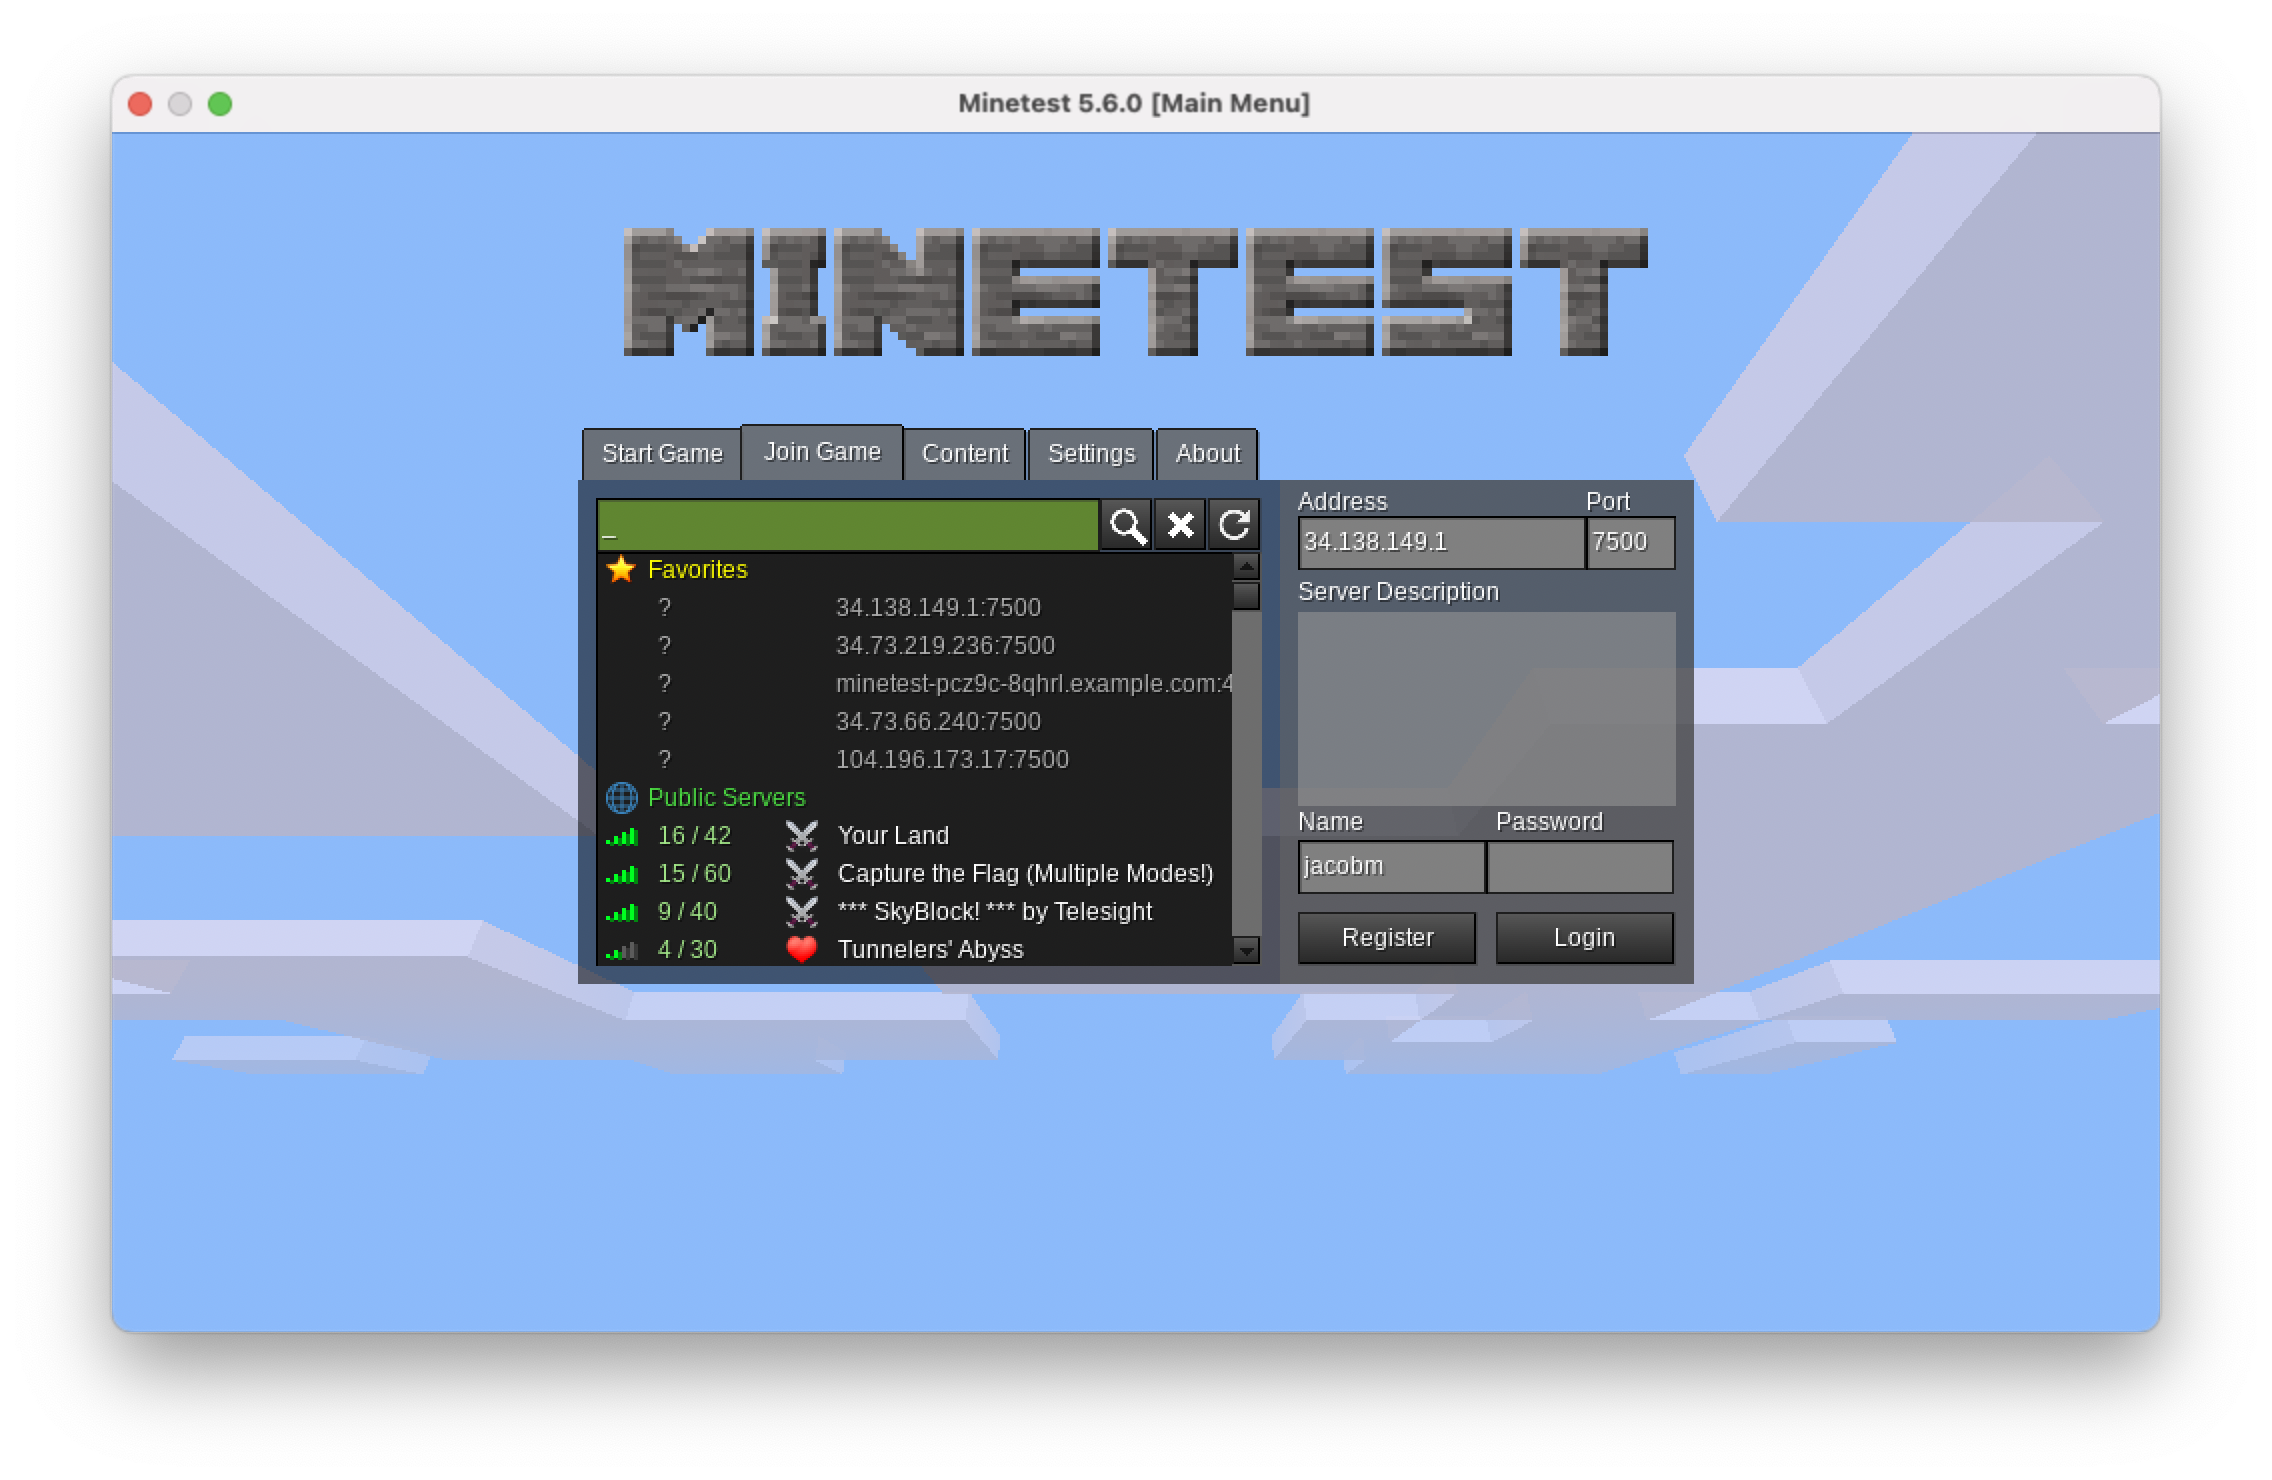 Minetest 5.6.0 [Main Menu]
MINETEST
Start Game Join Game Content Settings About
_
Favorites
? 34.138.149.1:7500
? 34.73.219.236:7500
? minetest-pcz9c-8qhrl.example.com:4
? 34.73.66.240:7500
? 104.196.173.17:7500
Public Servers
16 / 42 Your Land
15 / 60 Capture the Flag (Multiple Modes!)
9 / 40 *** SkyBlock! *** by Telesight
4 / 30 Tunnelers' Abyss
Address Port
34.138.149.1 7500
Server Description
Name Password
jacobm
Register Login